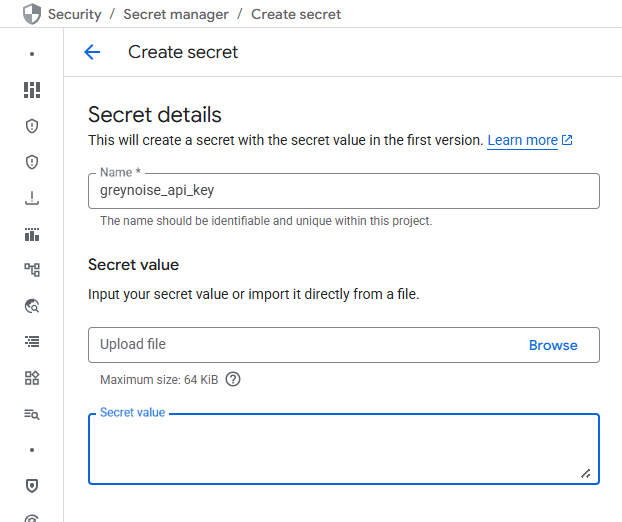 Security / Secret manager / Create secret
Create secret
Secret details
This will create a secret with the secret value in the first version. Learn more
Name *
greynoise_api_key
The name should be identifiable and unique within this project.
Secret value
Input your secret value or import it directly from a file.
Upload file Browse
Maximum size: 64 KiB ?
Secret value